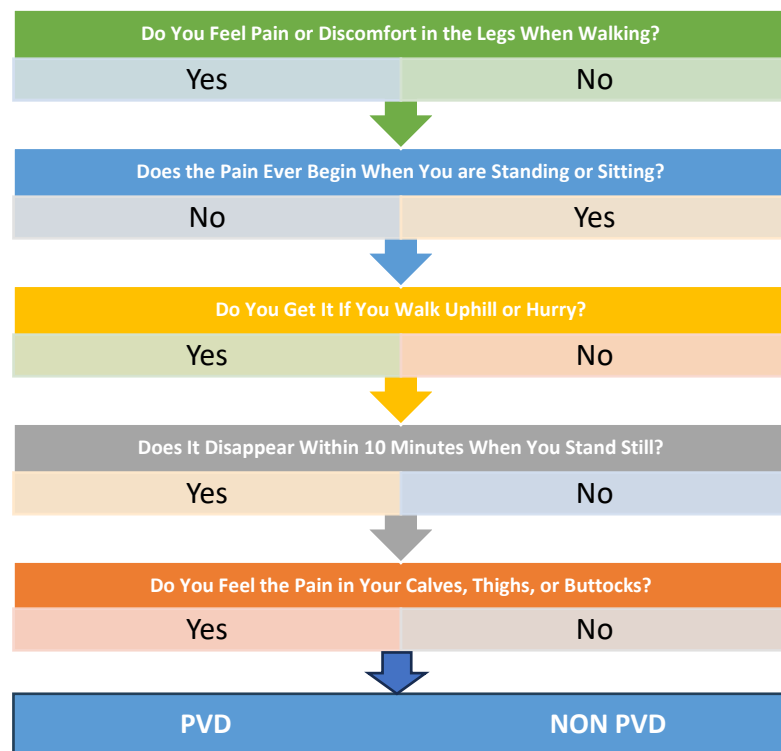 Do You Feel Pain or Discomfort in the Legs When Walking?
Yes No
Does the Pain Ever Begin When You are Standing or Sitting?
No Yes
Do You Get It If You Walk Uphill or Hurry?
Yes No
Does It Disappear Within 10 Minutes When You Stand Still?
Yes No
Do You Feel the Pain in Your Calves, Thighs, or Buttocks?
Yes No
PVD NON PVD